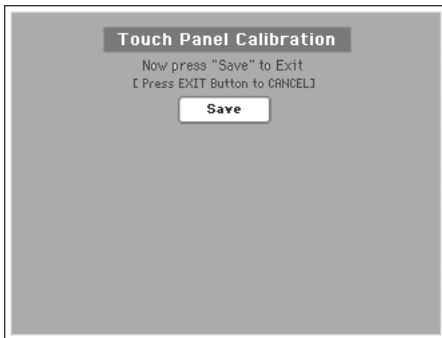 Touch Panel Calibration
Now press "Save" to Exit
[ Press EXIT Button to CANCEL]
Save